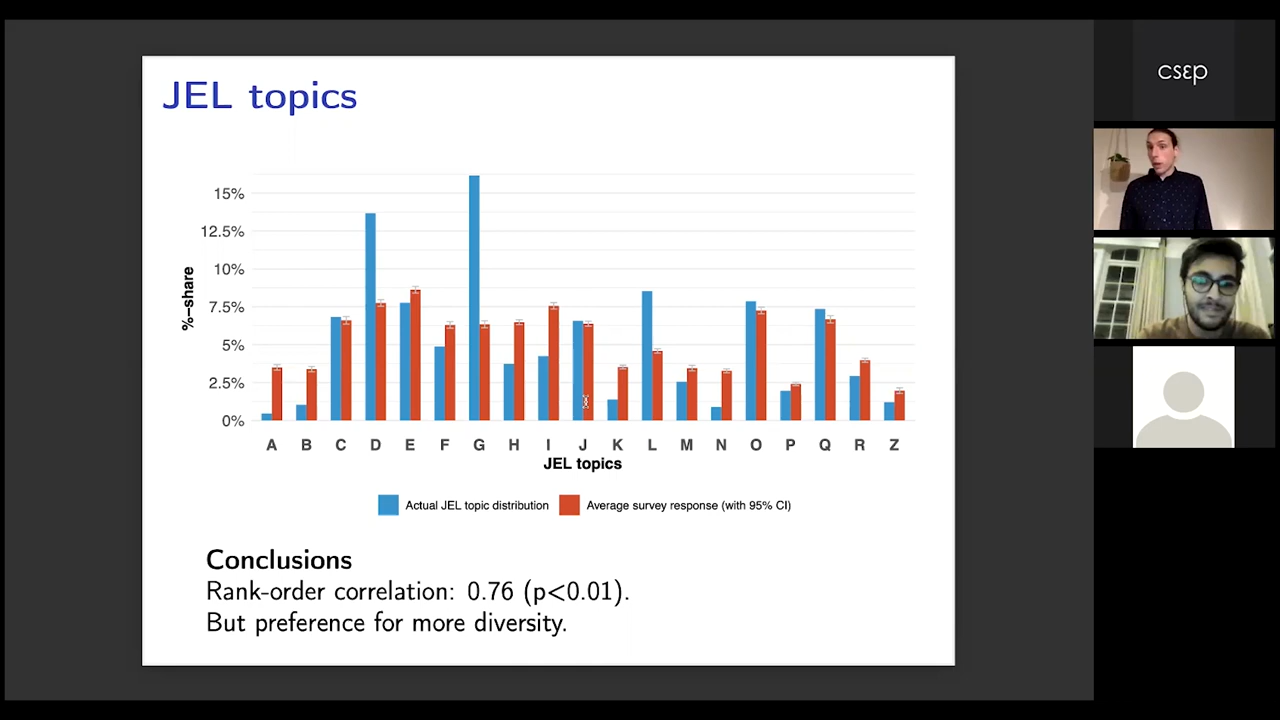 JEL topics
15%
12.5%
10%
7.5%
5%
2.5%
0%
%–share
A B C D E F G H I J K L M N O P Q R Z
JEL topics
Actual JEL topic distribution Average survey response (with 95% CI)
Conclusions
Rank-order correlation: 0.76 (p<0.01).
But preference for more diversity.
csεp